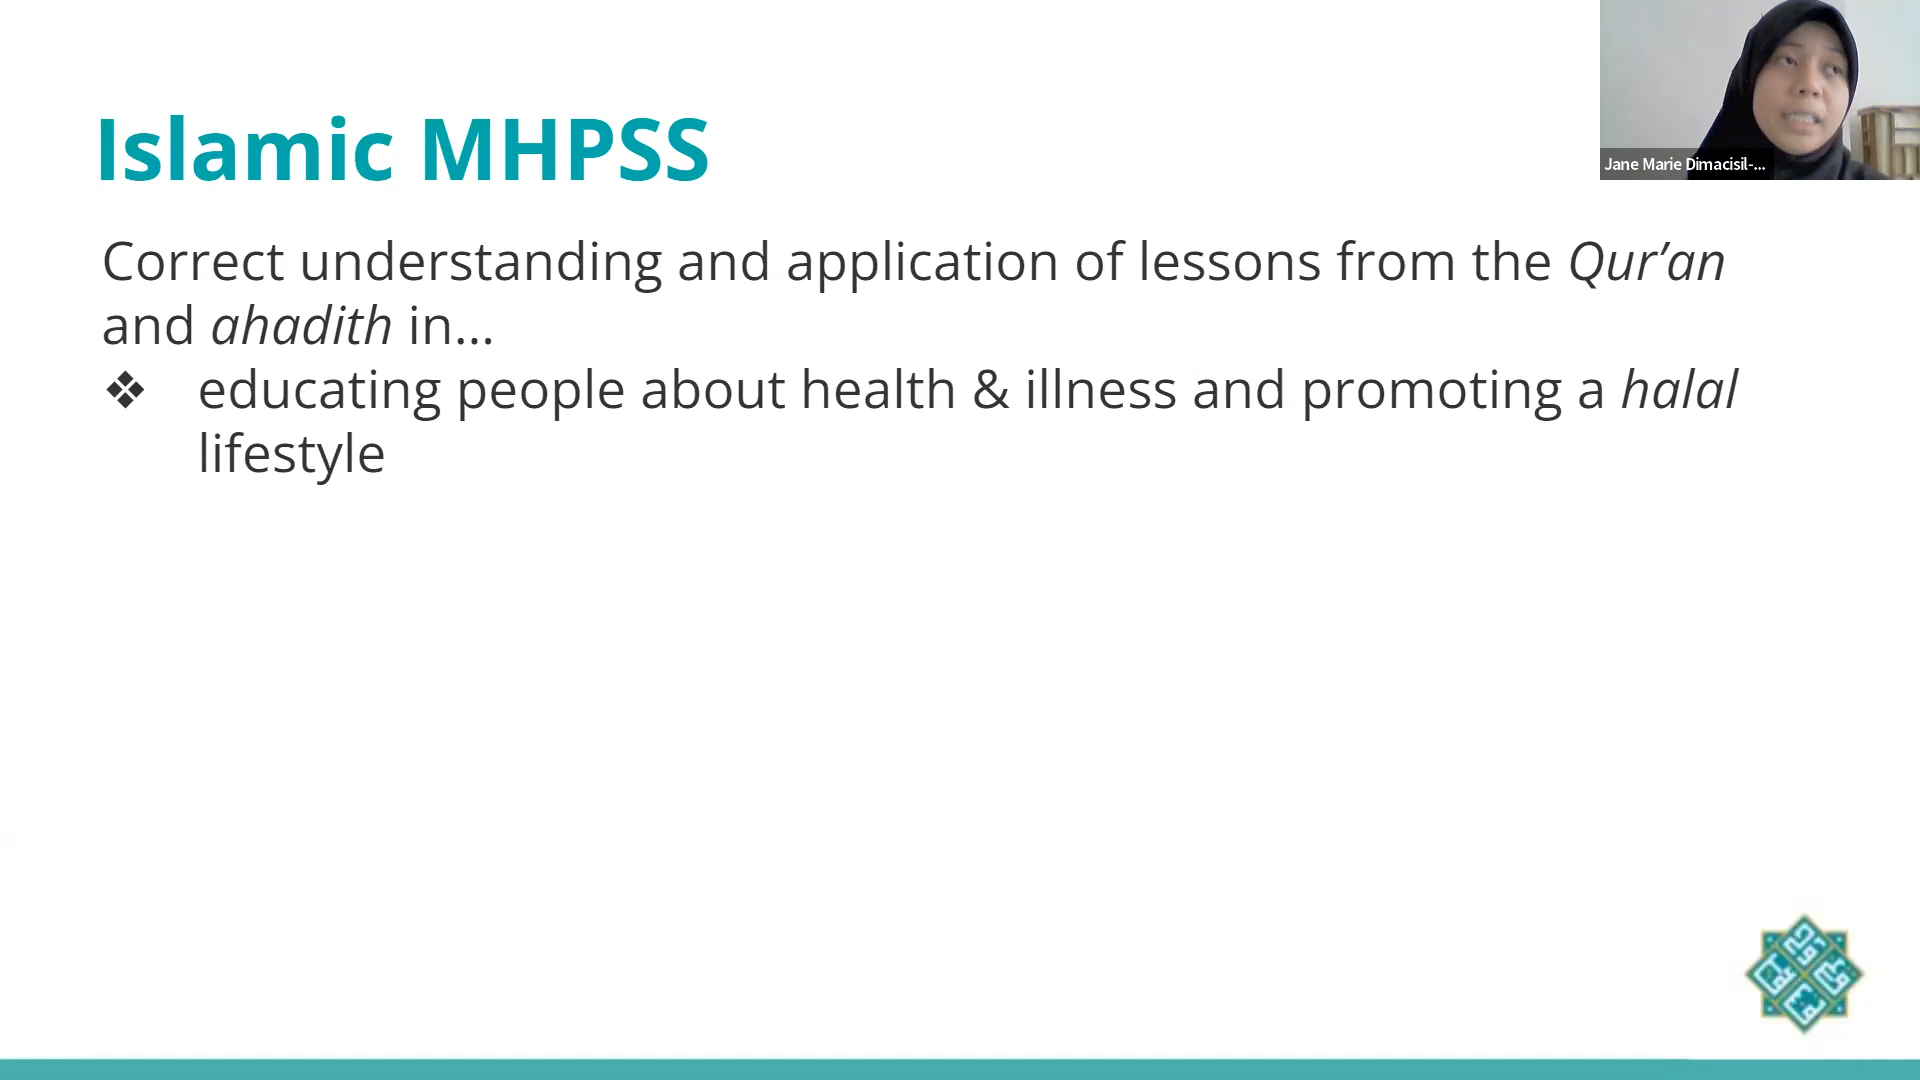 Islamic MHPSS
Jane Marie Dimacisil-...
Correct understanding and application of lessons from the Qur’an
and ahadith in...
❖ educating people about health & illness and promoting a halal
lifestyle